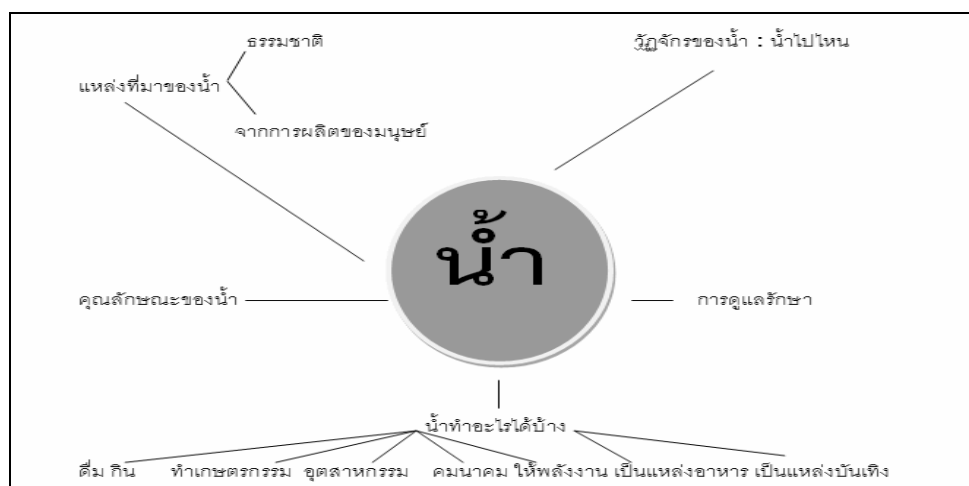 ธรรมชาติ
วัฏจักรของน้ำ : น้ำไปไหน
แหล่งที่มาของน้ำ
จากการผลิตของมนุษย์
น้ำ
คุณลักษณะของน้ำ
การดูแลรักษา
น้ำทำอะไรได้บ้าง
ดื่ม กิน ทำเกษตรกรรม อุตสาหกรรม คมนาคม ให้พลังงาน เป็นแหล่งอาหาร เป็นแหล่งบันเทิง